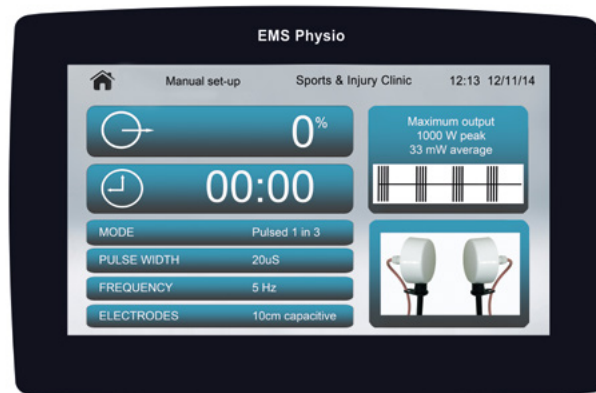 EMS Physio
Manual set-up Sports & Injury Clinic 12:13 12/11/14
0%
00:00
MODE Pulsed 1 in 3
PULSE WIDTH 20uS
FREQUENCY 5 Hz
ELECTRODES 10cm capacitive
Maximum output
1000 W peak
33 mW average